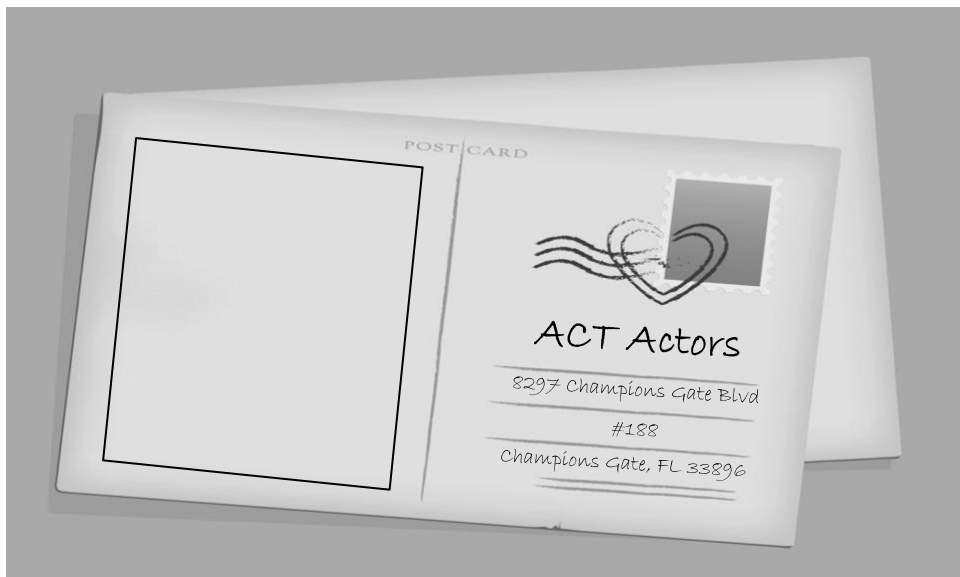 POST CARD
ACT Actors
8297 Champions Gate Blvd
#188
Champions Gate, FL 33896